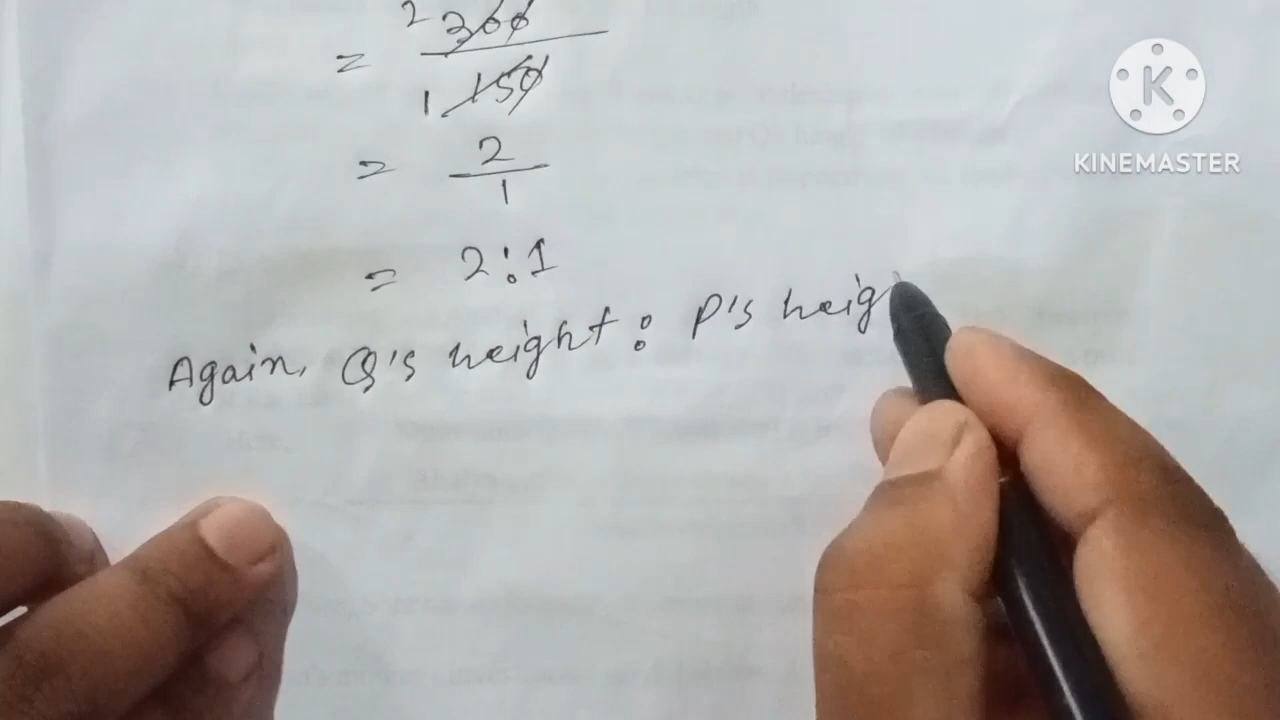 2 300
= ———
1 150
= 2/1
= 2:1
Again, Q's height : P's heig
K
KINEMASTER